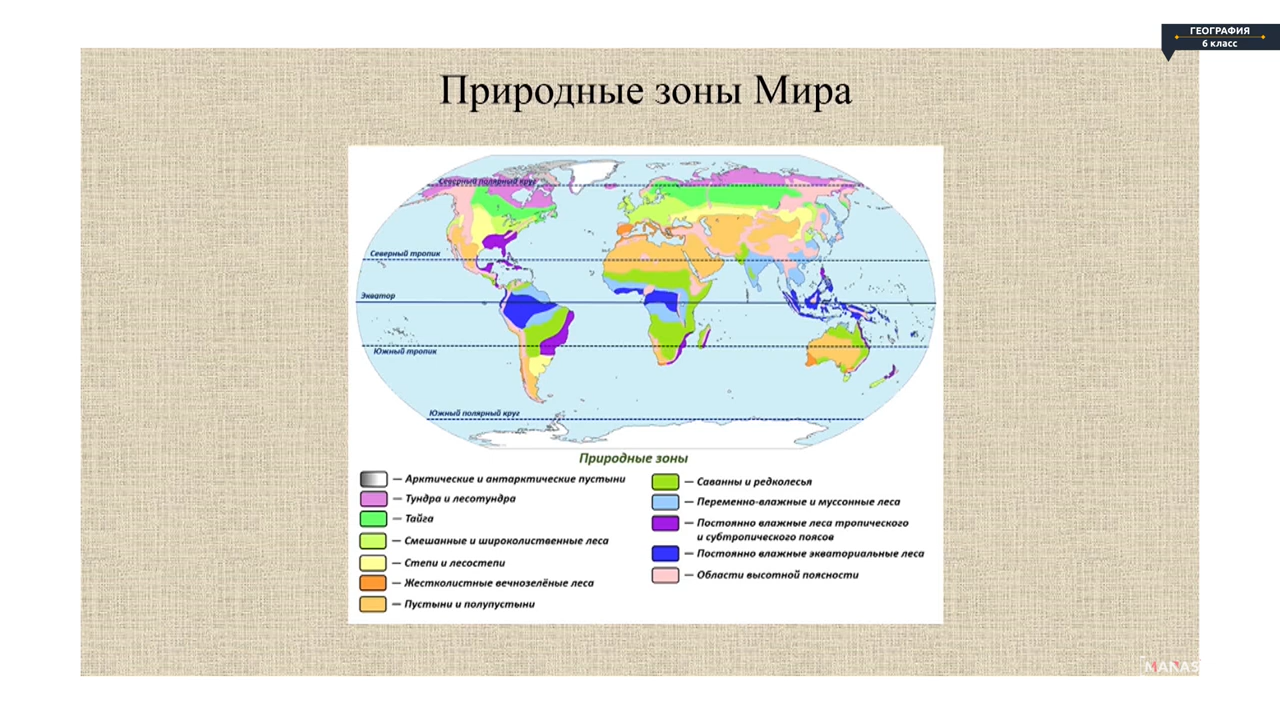 ГЕОГРАФИЯ
6 класс
Природные зоны Мира
Северный полярный круг
Северный тропик
Экватор
Южный тропик
Южный полярный круг
Природные зоны
— Арктические и антарктические пустыни
— Тундра и лесотундра
— Тайга
— Смешанные и широколиственные леса
— Степи и лесостепи
— Жестколистные вечнозелёные леса
— Пустыни и полупустыни
— Саванны и редколесья
— Переменно-влажные и муссонные леса
— Постоянно влажные леса тропического
и субтропического поясов
— Постоянно влажные экваториальные леса
— Области высотной поясности
MANAS